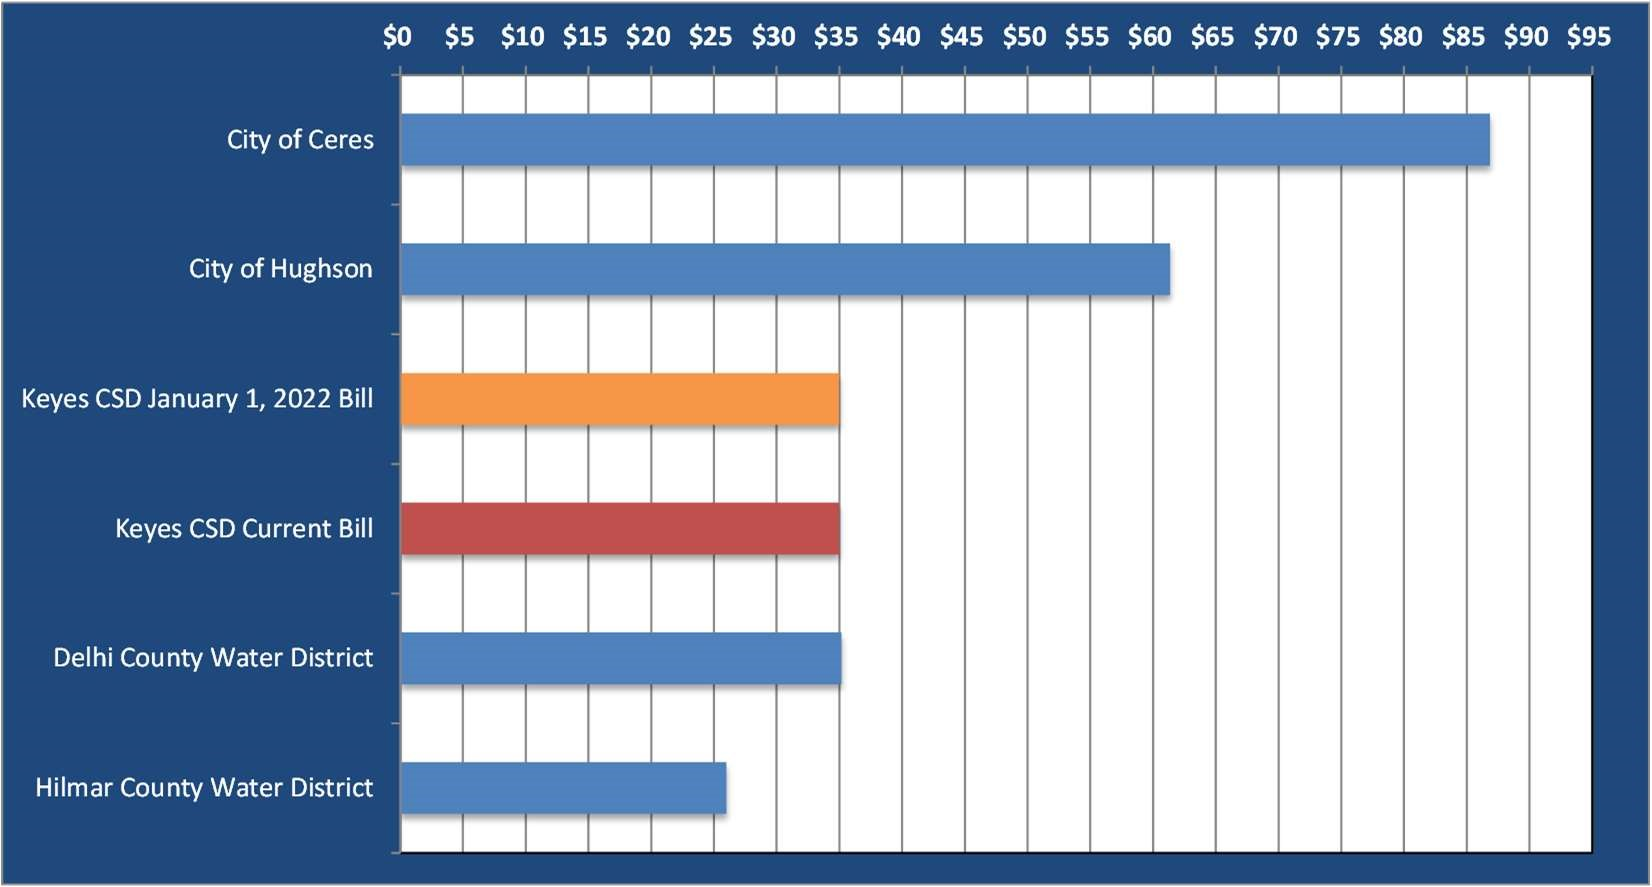 $0 $5 $10 $15 $20 $25 $30 $35 $40 $45 $50 $55 $60 $65 $70 $75 $80 $85 $90 $95
City of Ceres
City of Hughson
Keyes CSD January 1, 2022 Bill
Keyes CSD Current Bill
Delhi County Water District
Hilmar County Water District